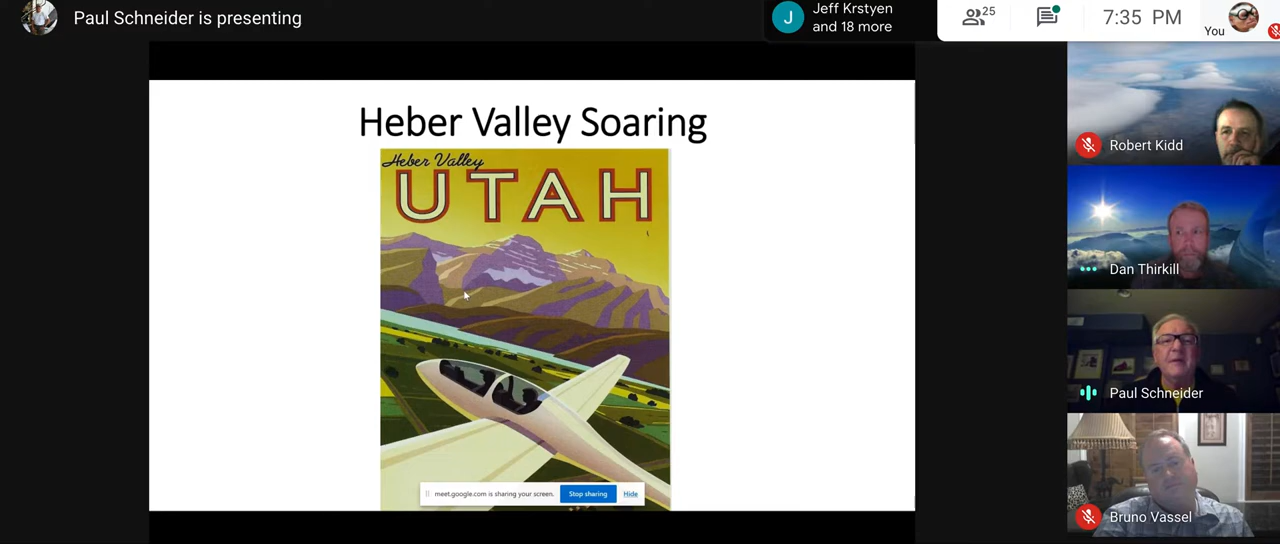 Paul Schneider is presenting
J
Jeff Krstyen
and 18 more
25
7:35 PM
You
Heber Valley Soaring
Heber Valley
UTAH
meet.google.com is sharing your screen.
Stop sharing
Hide
Robert Kidd
Dan Thirkill
Paul Schneider
Bruno Vassel